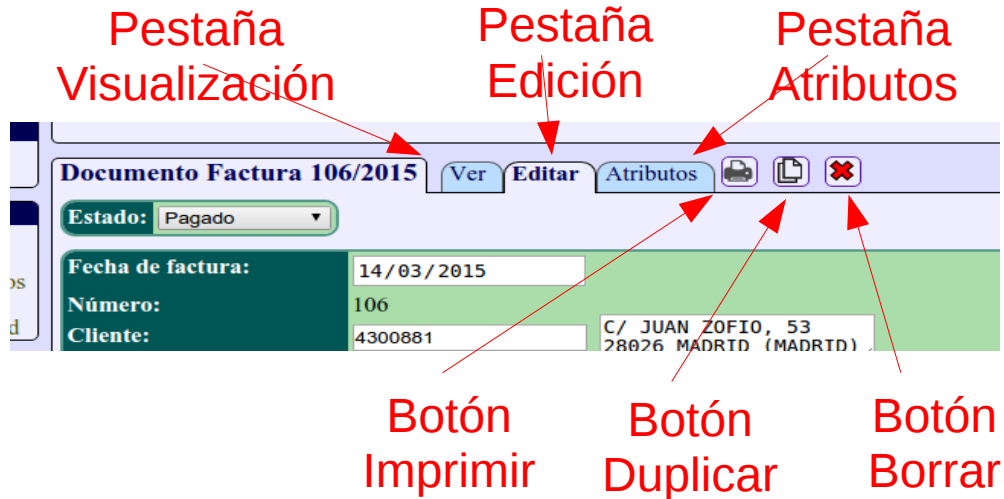 Pestaña
Visualización
Pestaña
Edición
Pestaña
Atributos
Documento Factura 106/2015 Ver Editar Atributos
Estado: Pagado
Fecha de factura: 14/03/2015
Número: 106
Cliente: 4300881 C/ JUAN ZOFIO, 53
28026 MADRID (MADRID)
os
d
Botón
Imprimir
Botón
Duplicar
Botón
Borrar